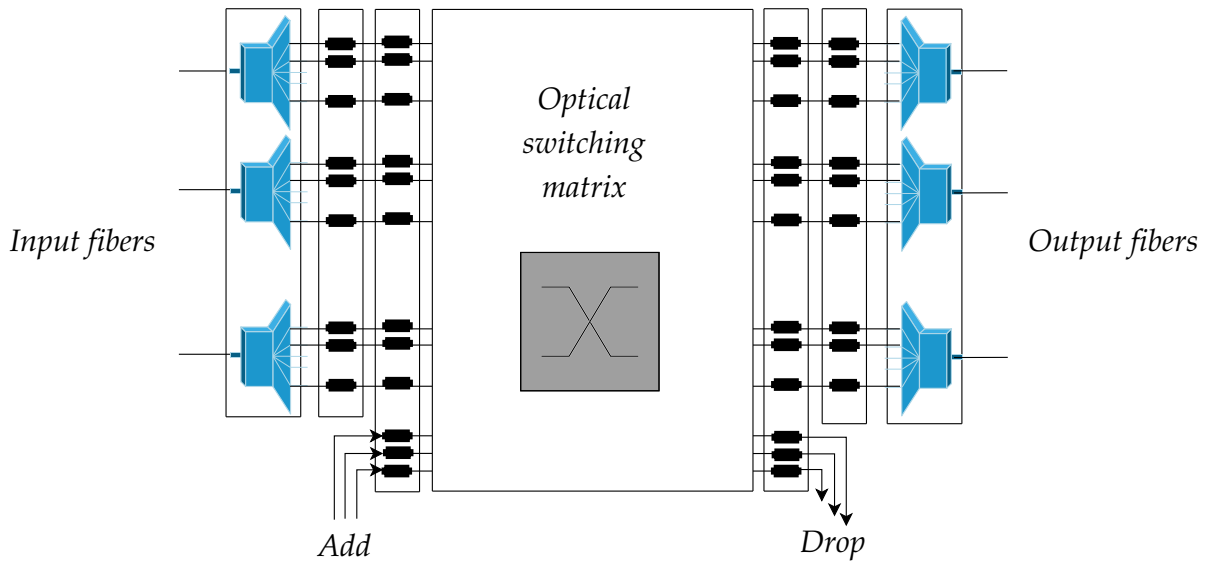 Optical
switching
matrix
Input fibers
Output fibers
Add
Drop